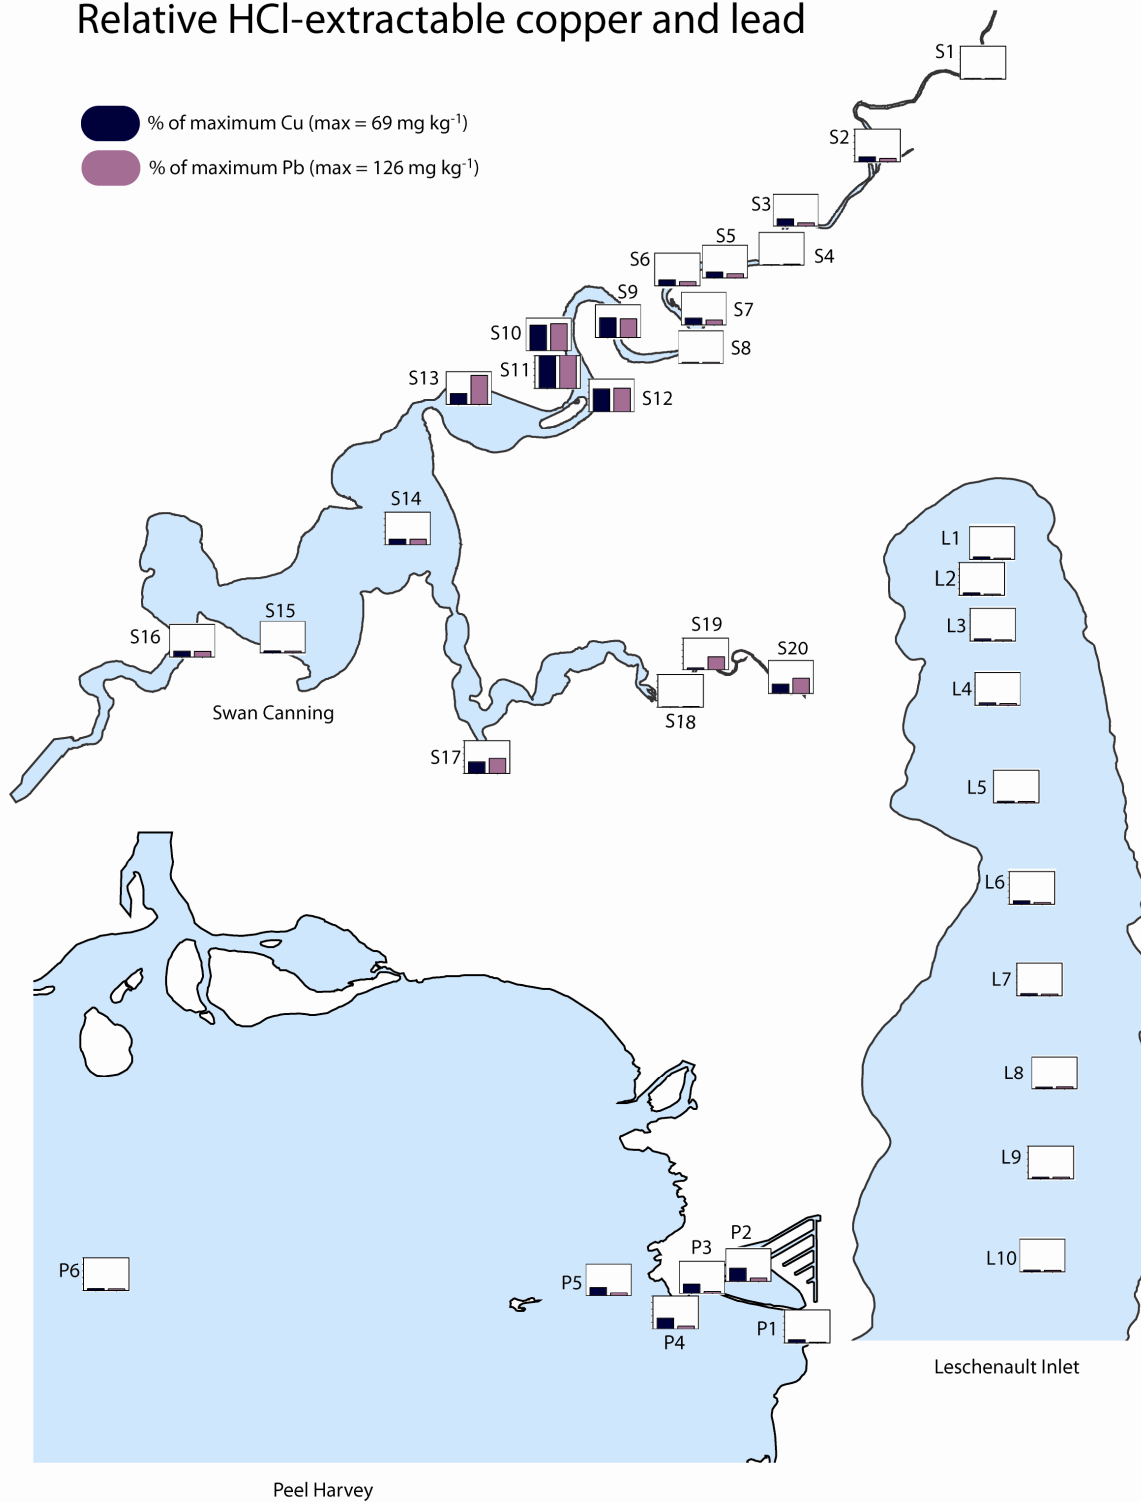 Relative HCl-extractable copper and lead
% of maximum Cu (max = 69 mg kg⁻¹)
% of maximum Pb (max = 126 mg kg⁻¹)
S1
S2
S3
S4
S5
S6
S7
S8
S9
S10
S11
S12
S13
S14
S15
S16
S17
S18
S19
S20
Swan Canning
L1
L2
L3
L4
L5
L6
L7
L8
L9
L10
Leschenault Inlet
P1
P2
P3
P4
P5
P6
Peel Harvey